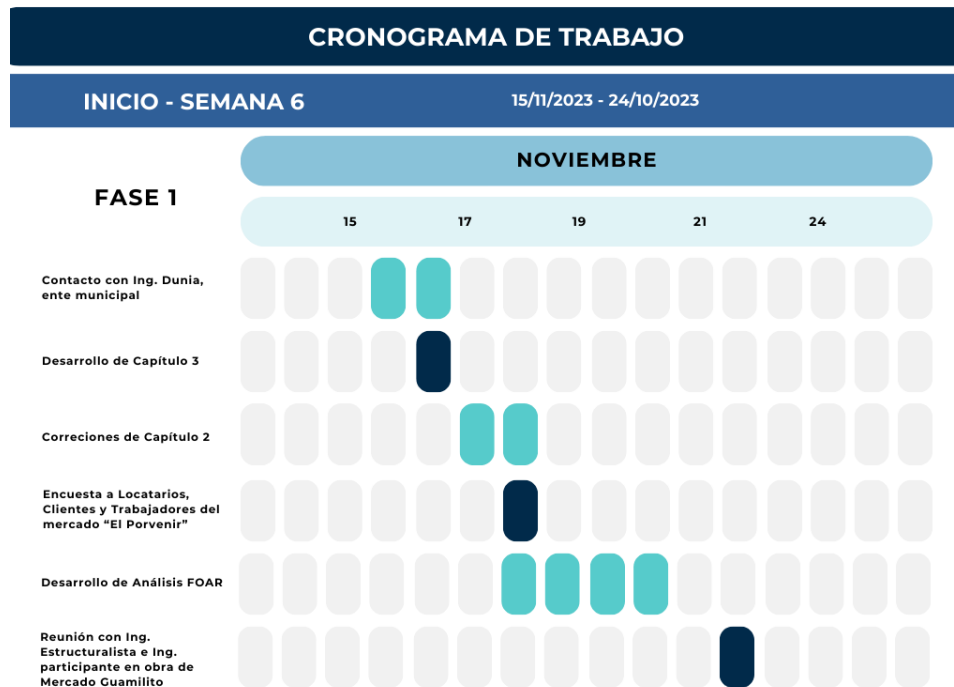 CRONOGRAMA DE TRABAJO
INICIO - SEMANA 6
15/11/2023 - 24/10/2023
NOVIEMBRE
FASE 1
15 17 19 21 24
Contacto con Ing. Dunia,
ente municipal
Desarrollo de Capítulo 3
Correciones de Capítulo 2
Encuesta a Locatarios,
Clientes y Trabajadores del
mercado “El Porvenir”
Desarrollo de Análisis FOAR
Reunión con Ing.
Estructuralista e Ing.
participante en obra de
Mercado Guamilito